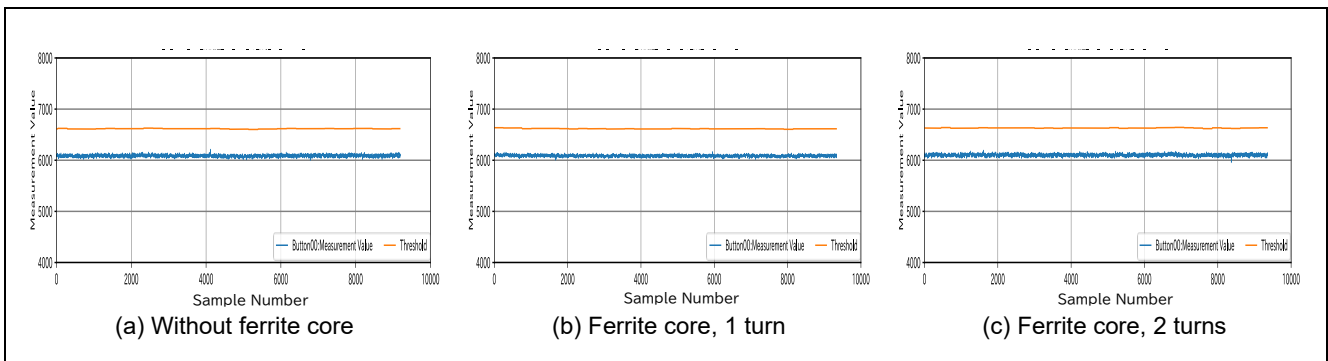 8000
7000
6000
5000
4000
Measurement Value
Button00:Measurement Value
Threshold
0 2000 4000 6000 8000 10000
Sample Number
(a) Without ferrite core
8000
7000
6000
5000
4000
Measurement Value
Button00:Measurement Value
Threshold
0 2000 4000 6000 8000 10000
Sample Number
(b) Ferrite core, 1 turn
8000
7000
6000
5000
4000
Measurement Value
Button00:Measurement Value
Threshold
0 2000 4000 6000 8000 10000
Sample Number
(c) Ferrite core, 2 turns